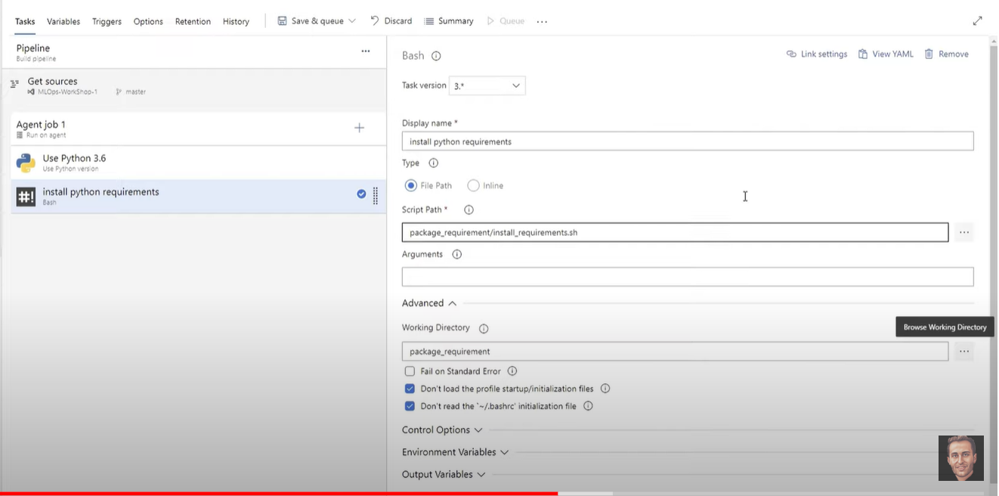 Tasks Variables Triggers Options Retention History Save & queue Discard Summary Queue ...
Pipeline
Build pipeline
Get sources
MLOps-WorkShop-1 master
Agent job 1
Run on agent
Use Python 3.6
Use Python version
#!
install python requirements
Bash
Bash
Link settings View YAML Remove
Task version 3.*
Display name *
install python requirements
Type
File Path Inline
Script Path *
package_requirement/install_requirements.sh
Arguments
Advanced
Working Directory
Browse Working Directory
package_requirement
Fail on Standard Error
Don't load the profile startup/initialization files
Don't read the `~/.bashrc' initialization file
Control Options
Environment Variables
Output Variables